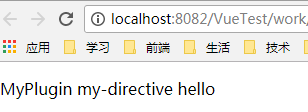 localhost:8082/VueTest/work,
应用 学习 前端 生活 技术
MyPlugin my-directive hello